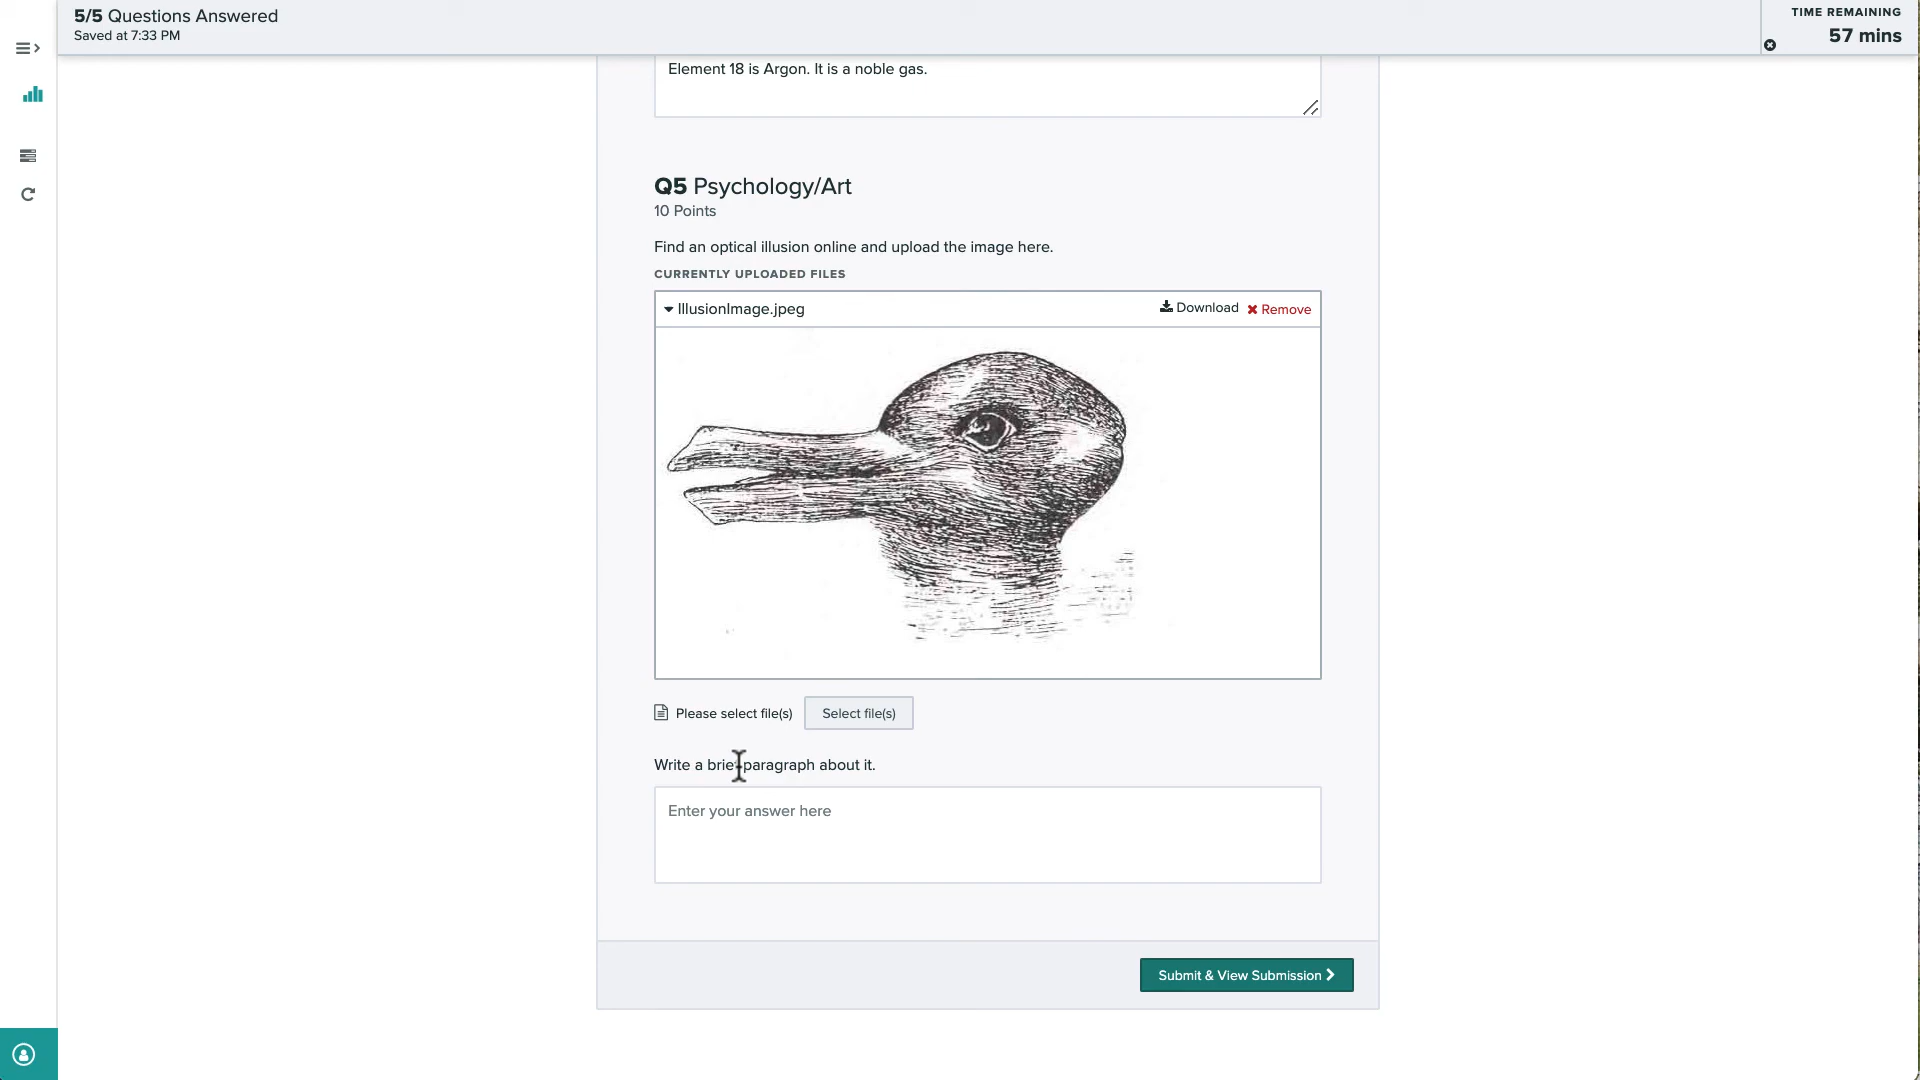 5/5 Questions Answered
Saved at 7:33 PM
TIME REMAINING
57 mins
Element 18 is Argon. It is a noble gas.
Q5 Psychology/Art
10 Points
Find an optical illusion online and upload the image here.
CURRENTLY UPLOADED FILES
IllusionImage.jpeg Download Remove
Please select file(s) Select file(s)
Write a brief paragraph about it.
Enter your answer here
Submit & View Submission